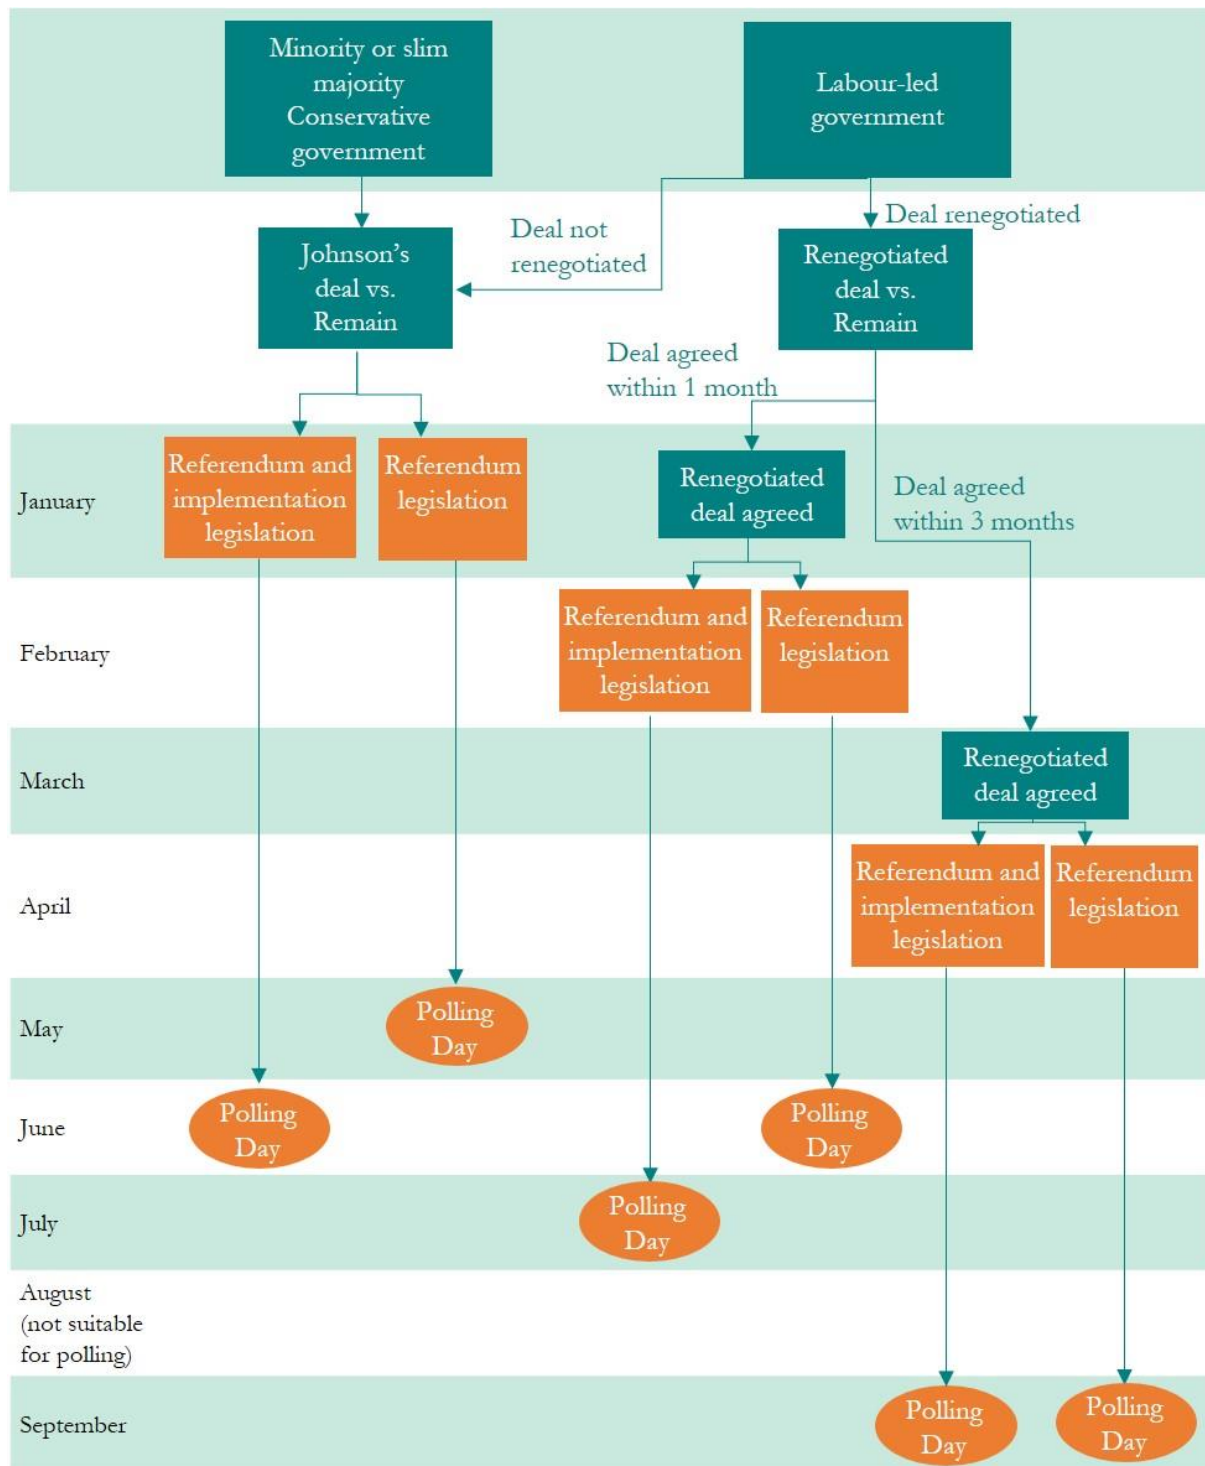 Minority or slim
majority
Conservative
government
Labour-led
government
Deal not
renegotiated
Deal renegotiated
Johnson’s
deal vs.
Remain
Renegotiated
deal vs.
Remain
Deal agreed
within 1 month
Deal agreed
within 3 months
January
Referendum and
implementation
legislation
Referendum
legislation
Renegotiated
deal agreed
February
Referendum and
implementation
legislation
Referendum
legislation
March
Renegotiated
deal agreed
April
Referendum and
implementation
legislation
Referendum
legislation
May
Polling
Day
June
Polling
Day
Polling
Day
July
Polling
Day
August
(not suitable
for polling)
September
Polling
Day
Polling
Day